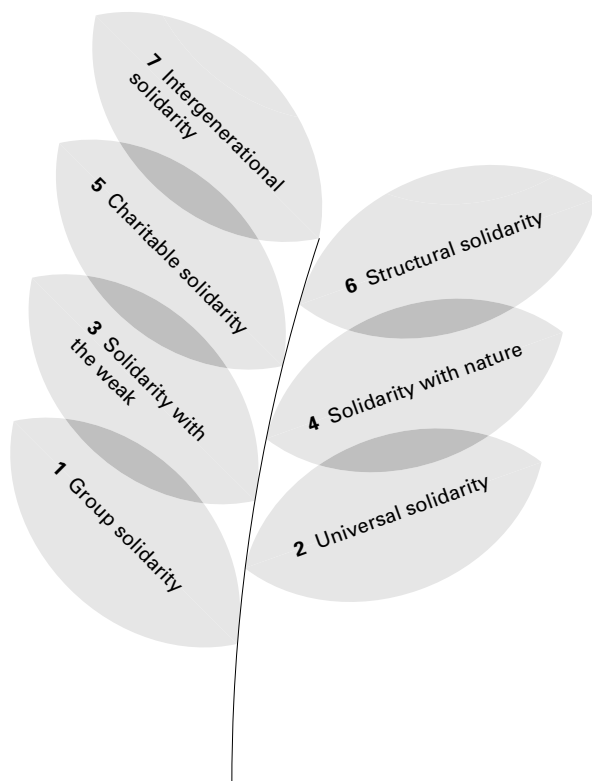 7 Intergenerational
solidarity
5 Charitable solidarity
6 Structural solidarity
3 Solidarity with
the weak
4 Solidarity with nature
1 Group solidarity
2 Universal solidarity